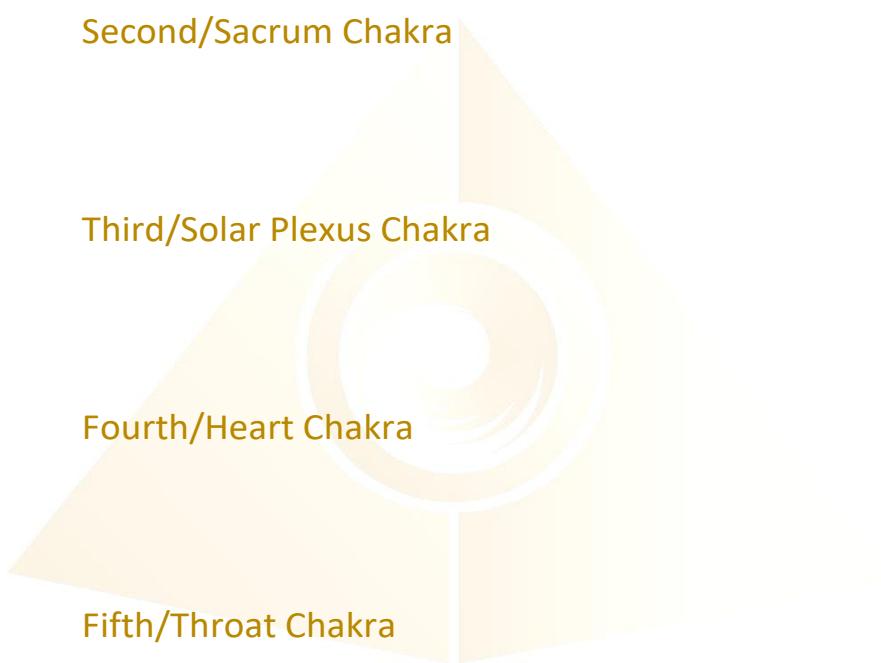 Second/Sacrum Chakra
Third/Solar Plexus Chakra
Fourth/Heart Chakra
Fifth/Throat Chakra